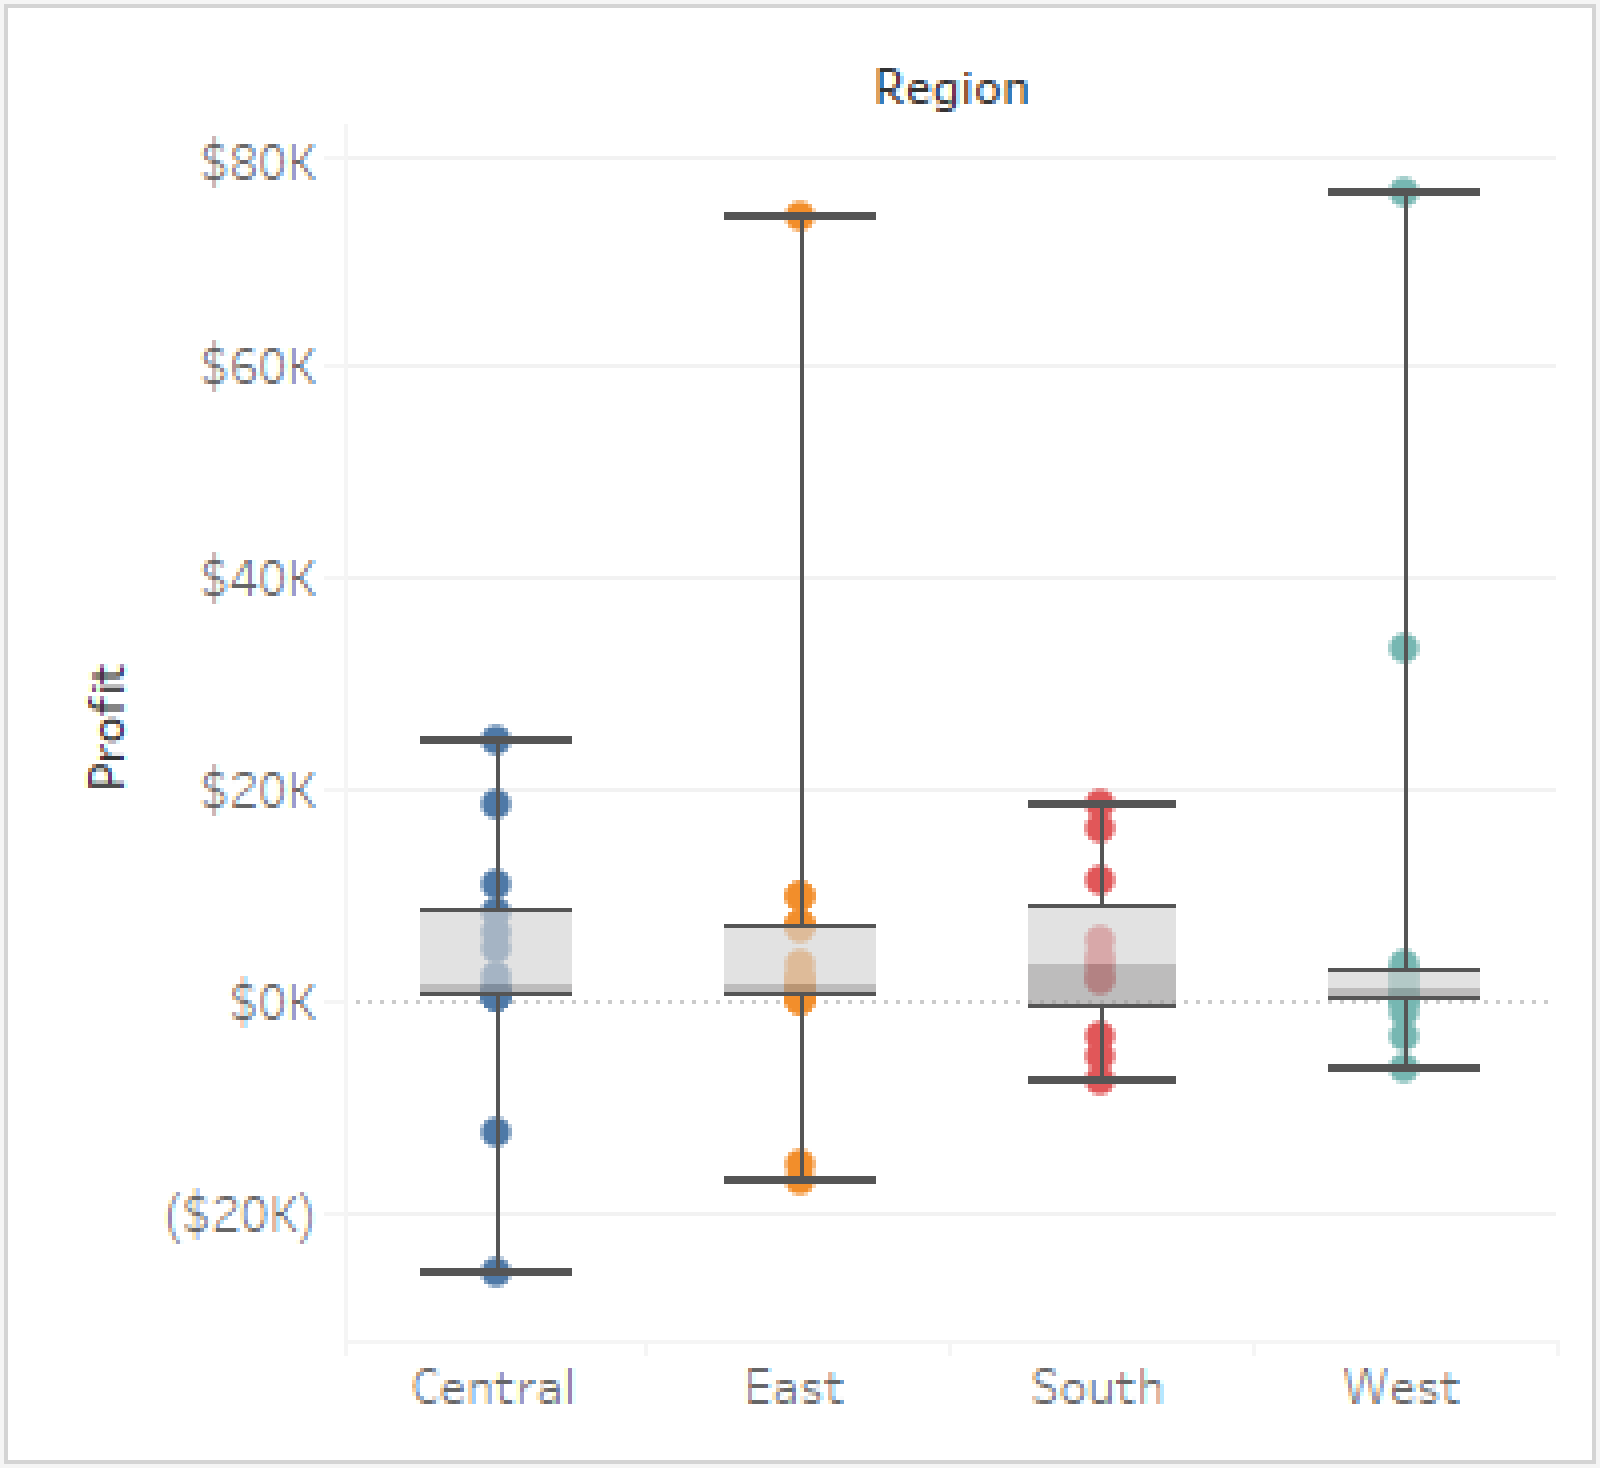 Region
$80K
$60K
$40K
$20K
$0K
($20K)
Profit
Central East South West